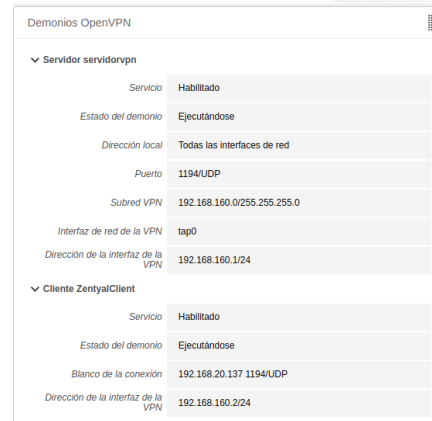 Demonios OpenVPN
Servidor servidorvpn
Servicio Habilitado
Estado del demonio Ejecutándose
Dirección local Todas las interfaces de red
Puerto 1194/UDP
Subred VPN 192.168.160.0/255.255.255.0
Interfaz de red de la VPN tap0
Dirección de la interfaz de la
VPN 192.168.160.1/24
Cliente ZentyalClient
Servicio Habilitado
Estado del demonio Ejecutándose
Blanco de la conexión 192.168.20.137 1194/UDP
Dirección de la interfaz de la
VPN 192.168.160.2/24